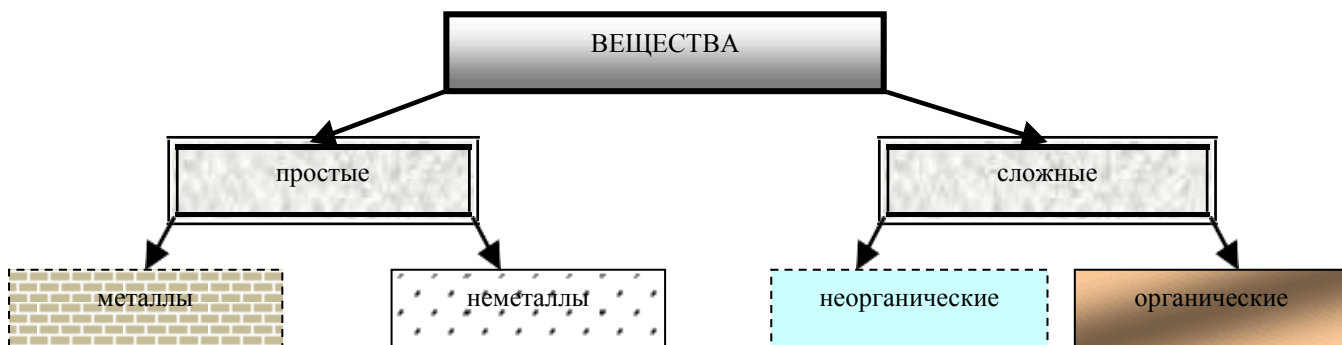 ВЕЩЕСТВА
простые
сложные
металлы
неметаллы
неорганические
органические